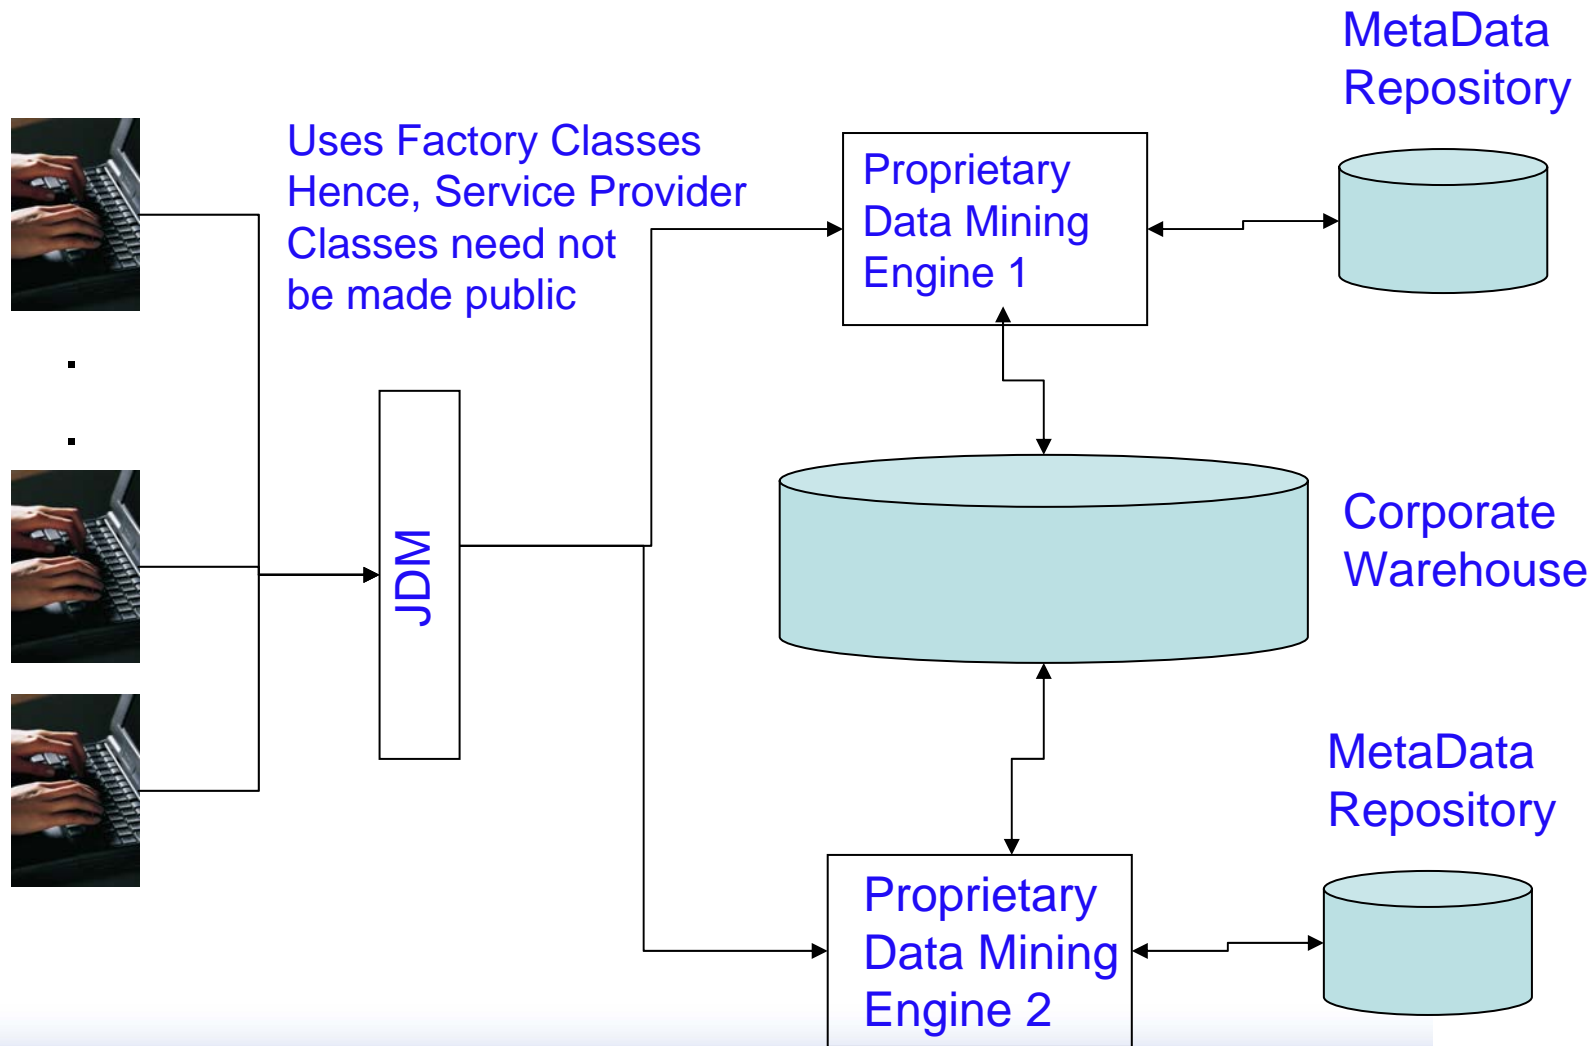 MetaData
Repository
Uses Factory Classes
Hence, Service Provider
Classes need not
be made public
Proprietary
Data Mining
Engine 1
JDM
Corporate
Warehouse
MetaData
Repository
Proprietary
Data Mining
Engine 2